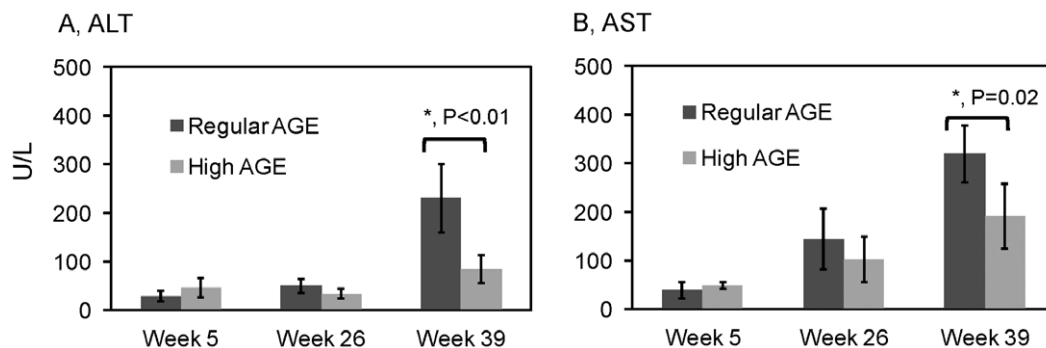 A, ALT
500
400
300
200
100
0
U/L
Regular AGE
High AGE
*, P<0.01
Week 5
Week 26
Week 39
B, AST
500
400
300
200
100
0
Regular AGE
High AGE
*, P=0.02
Week 5
Week 26
Week 39